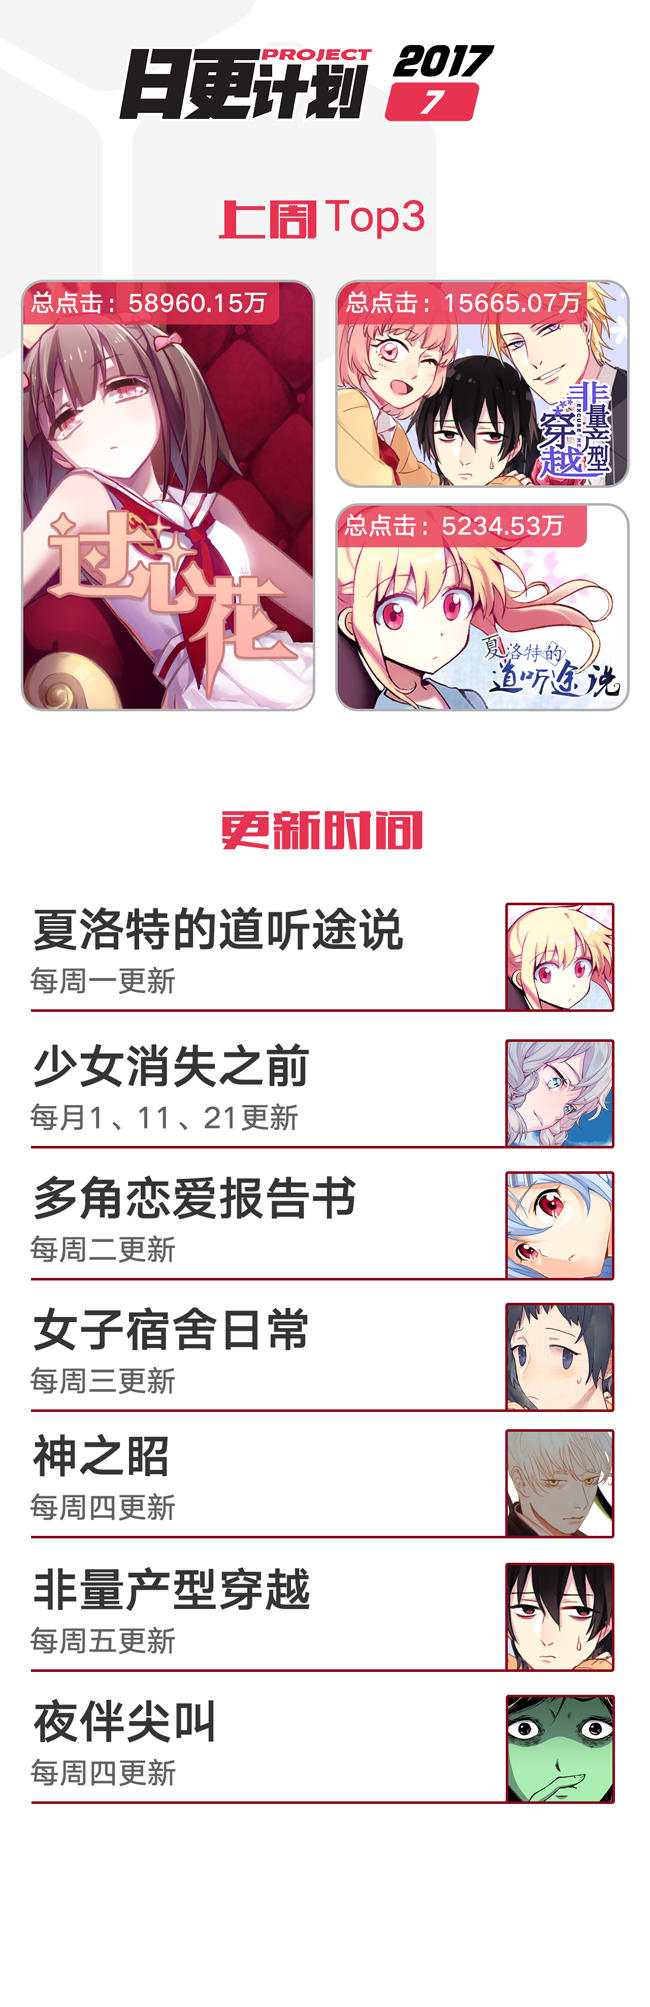 日更计划 PROJECT 2017
7
上周Top3
总点击：58960.15万
过心花
总点击：15665.07万
非量产型
EXCUSE ME
穿越
总点击：5234.53万
夏洛特的
道听途说
更新时间
夏洛特的道听途说
每周一更新
少女消失之前
每月1、11、21更新
多角恋爱报告书
每周二更新
女子宿舍日常
每周三更新
神之昭
每周四更新
非量产型穿越
每周五更新
夜伴尖叫
每周四更新